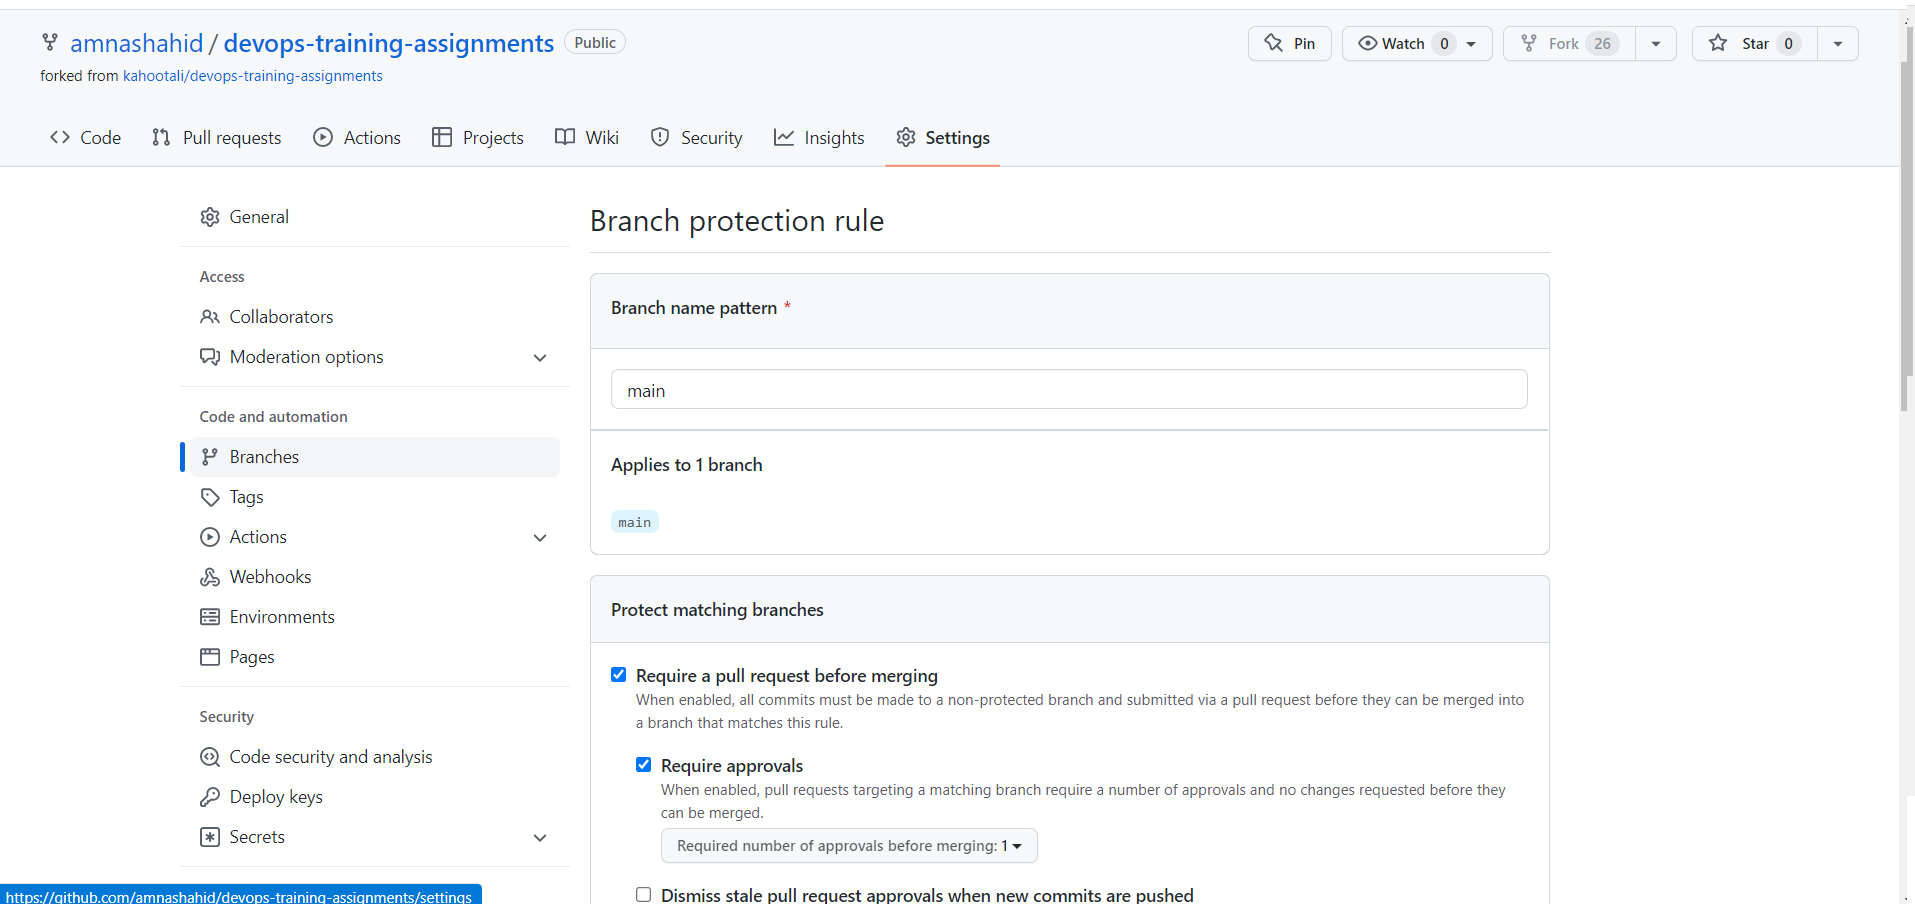 amnashahid / devops-training-assignments Public
Pin Watch 0 Fork 26 Star 0
forked from kahootali/devops-training-assignments
Code Pull requests Actions Projects Wiki Security Insights Settings
General
Access
Collaborators
Moderation options
Code and automation
Branches
Tags
Actions
Webhooks
Environments
Pages
Security
Code security and analysis
Deploy keys
Secrets
Branch protection rule
Branch name pattern *
main
Applies to 1 branch
main
Protect matching branches
Require a pull request before merging
When enabled, all commits must be made to a non-protected branch and submitted via a pull request before they can be merged into
a branch that matches this rule.
Require approvals
When enabled, pull requests targeting a matching branch require a number of approvals and no changes requested before they
can be merged.
Required number of approvals before merging: 1
Dismiss stale pull request approvals when new commits are pushed
https://github.com/amnashahid/devops-training-assignments/settings